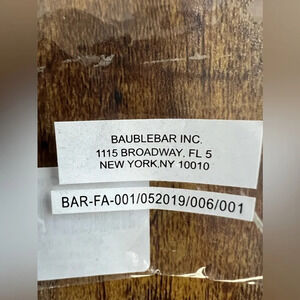 BAUBLEBAR INC.
1115 BROADWAY, FL 5
NEW YORK,NY 10010
BAR-FA-001/052019/006/001